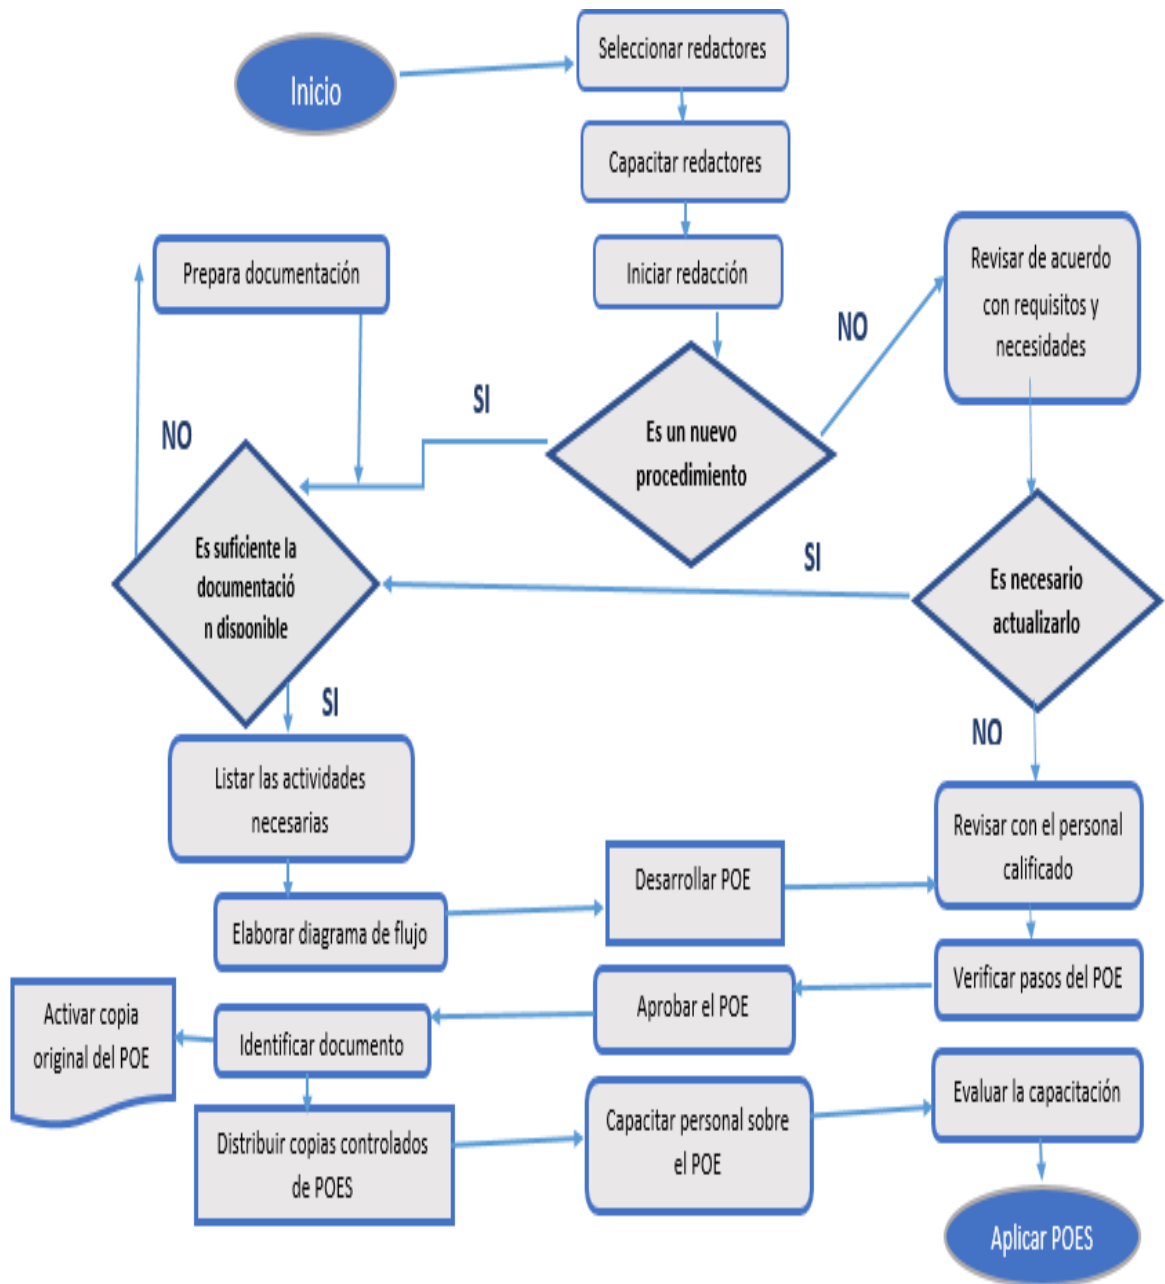 Inicio
Seleccionar redactores
Capacitar redactores
Iniciar redacción
Prepara documentación
Revisar de acuerdo
con requisitos y
necesidades
NO
SI
Es un nuevo
procedimiento
NO
Es suficiente la
documentació
n disponible
SI
Es necesario
actualizarlo
SI
NO
Listar las actividades
necesarias
Revisar con el personal
calificado
Desarrollar POE
Elaborar diagrama de flujo
Verificar pasos del POE
Aprobar el POE
Identificar documento
Activar copia
original del POE
Distribuir copias controlados
de POES
Capacitar personal sobre
el POE
Evaluar la capacitación
Aplicar POES